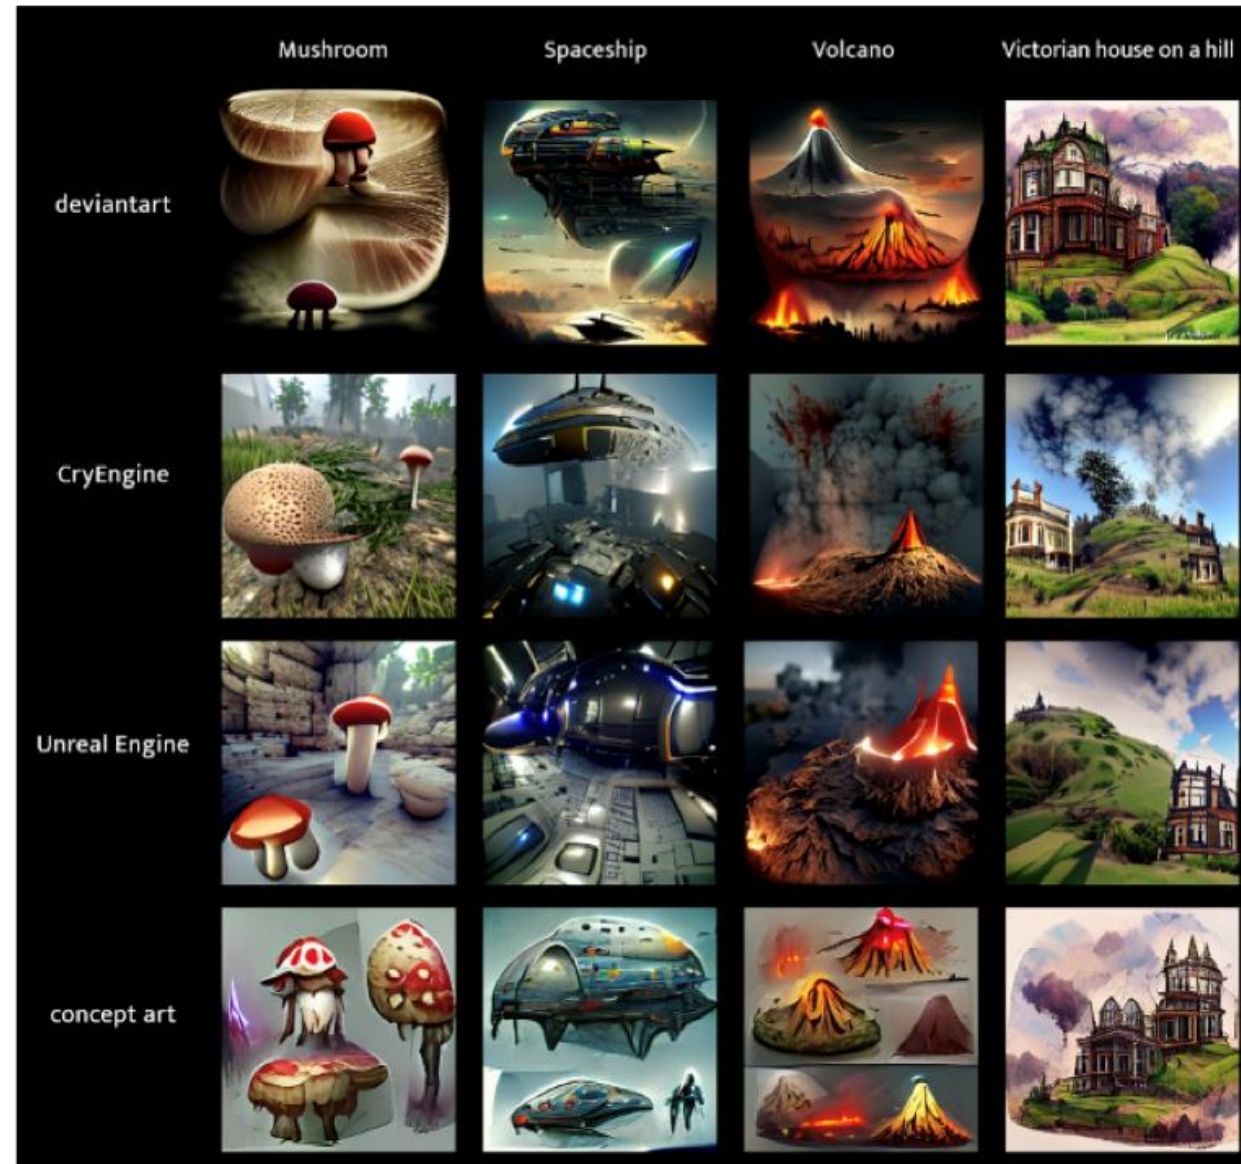 Mushroom
Spaceship
Volcano
Victorian house on a hill
deviantart
CryEngine
Unreal Engine
concept art